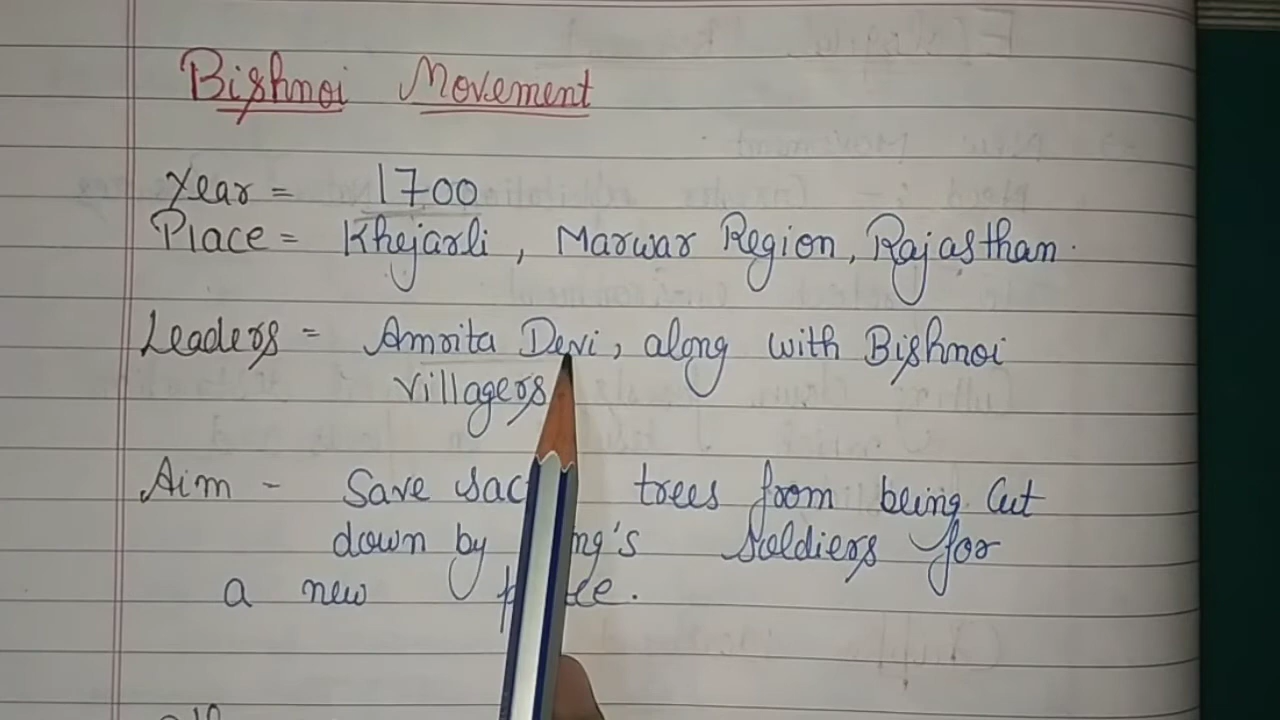 Bishnoi Movement
Year = 1700
Place = Khejarli, Marwar Region, Rajasthan.
Leaders = Amrita Devi, along with Bishnoi
villagers
Aim - Save trees from being cut
down by soldiers for
a new